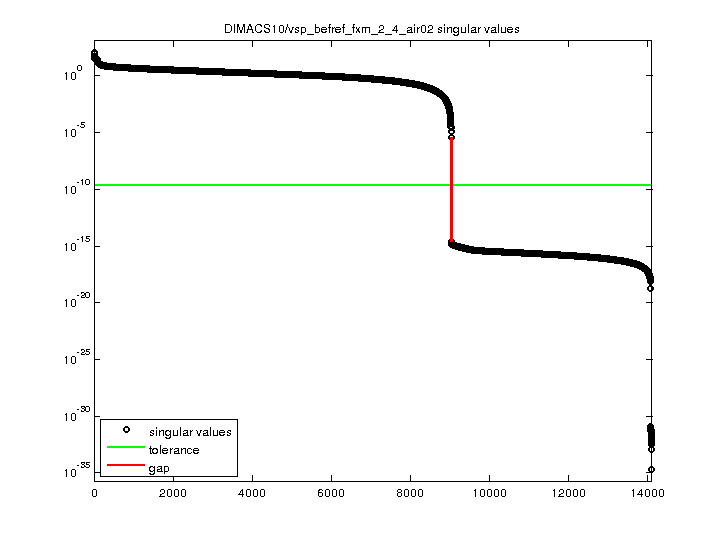 DIMACS10/vsp_befref_fxm_2_4_air02 singular values
10^0
10^-5
10^-10
10^-15
10^-20
10^-25
10^-30
10^-35
singular values
tolerance
gap
0 2000 4000 6000 8000 10000 12000 14000